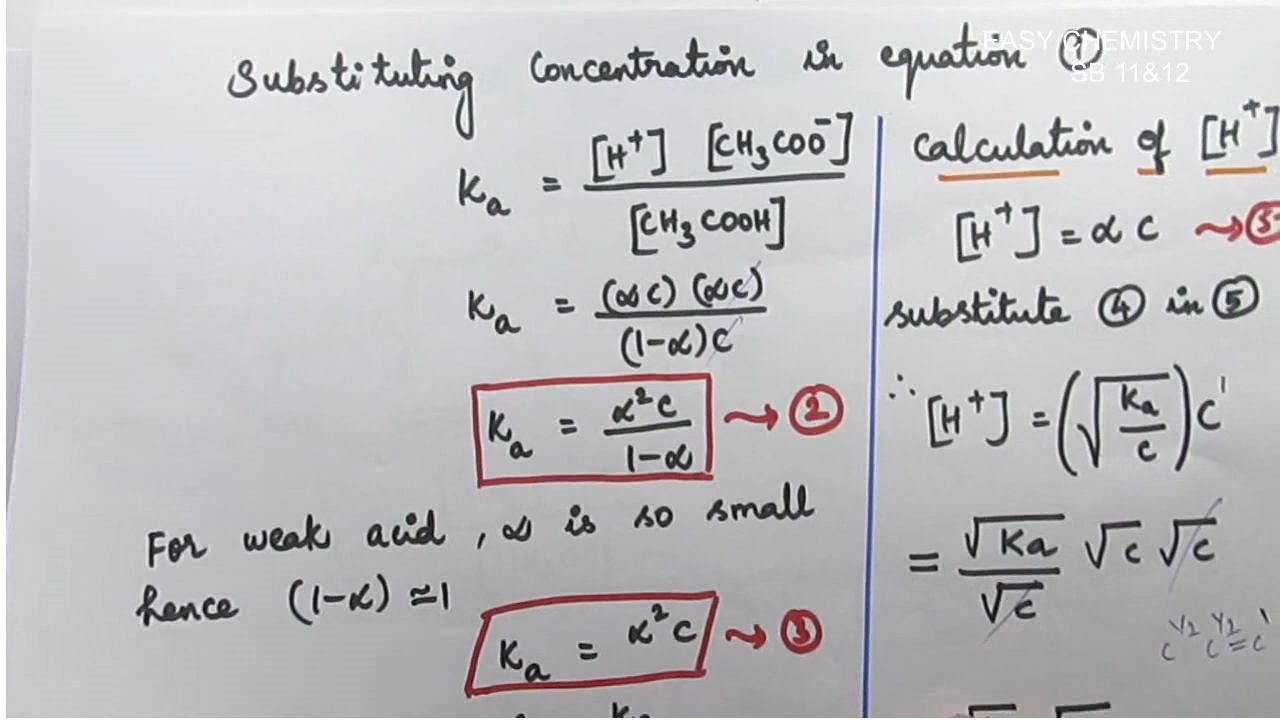 EASY CHEMISTRY
SB 11&12
Substituting Concentration in equation ①
Ka = [H⁺] [CH₃COO⁻] / [CH₃COOH]
Ka = (αc) (αc) / (1-α)c
Ka = α²c / 1-α → ②
For weak acid, α is so small
hence (1-α) ≃ 1
Ka = α²c → ③
Calculation of [H⁺]
[H⁺] = αc → ⑤
substitute ④ in ⑤
∴ [H⁺] = (√(Ka/c)) C¹
= √Ka / √c √c √c
c^1/2 c^1/2 = c¹